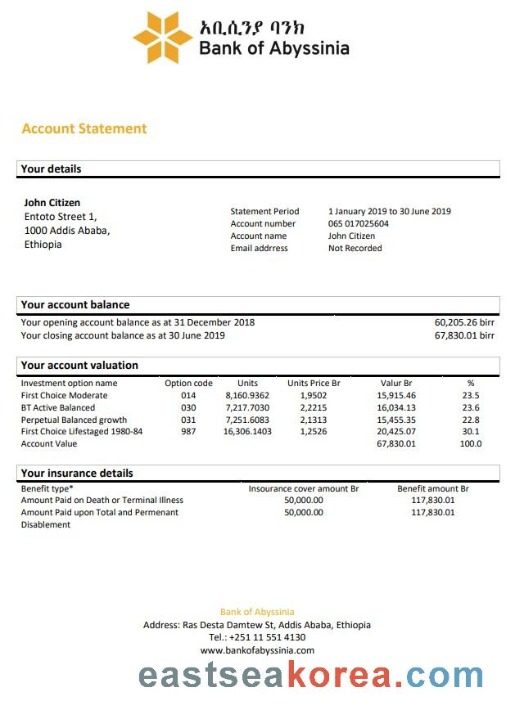 አቢሲንያ ባንክ
Bank of Abyssinia
Account Statement
Your details
John Citizen
Entoto Street 1,
1000 Addis Ababa,
Ethiopia
Statement Period 1 January 2019 to 30 June 2019
Account number 065 017025604
Account name John Citizen
Email addrress Not Recorded
Your account balance
Your opening account balance as at 31 December 2018 60,205.26 birr
Your closing account balance as at 30 June 2019 67,830.01 birr
Your account valuation
Investment option name Option code Units Units Price Br Valur Br %
First Choice Moderate 014 8,160.9362 1,9502 15,915.46 23.5
BT Active Balanced 030 7,217.7030 2,2215 16,034.13 23.6
Perpetual Balanced growth 031 7,251.6083 2,1313 15,455.35 22.8
First Choice Lifestaged 1980-84 987 16,306.1403 1,2526 20,425.07 30.1
Account Value 67,830.01 100.0
Your insurance details
Benefit type* Insourance cover amount Br Benefit amount Br
Amount Paid on Death or Terminal Illness 50,000.00 117,830.01
Amount Paid upon Total and Permenant 50,000.00 117,830.01
Disablement
Bank of Abyssinia
Address: Ras Desta Damtew St, Addis Ababa, Ethiopia
Tel.: +251 11 551 4130
www.bankofabyssinia.com
eastseakorea.com